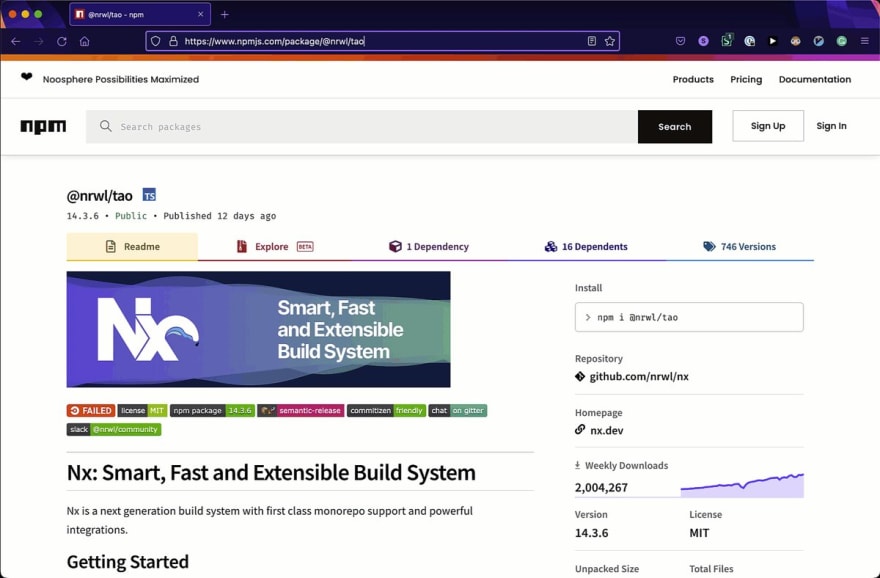 @nrwl/tao - npm
https://www.npmjs.com/package/@nrwl/tao
Noosphere Possibilities Maximized
Products
Pricing
Documentation
npm
Search packages
Search
Sign Up
Sign In
@nrwl/tao TS
14.3.6 • Public • Published 12 days ago
Readme
Explore BETA
1 Dependency
16 Dependents
746 Versions
Nx
Smart, Fast
and Extensible
Build System
FAILED license MIT npm package 14.3.6 semantic-release commitizen friendly chat on gitter
slack @nrwl/community
Nx: Smart, Fast and Extensible Build System
Nx is a next generation build system with first class monorepo support and powerful
integrations.
Getting Started
Install
> npm i @nrwl/tao
Repository
github.com/nrwl/nx
Homepage
nx.dev
Weekly Downloads
2,004,267
Version
License
14.3.6
MIT
Unpacked Size
Total Files